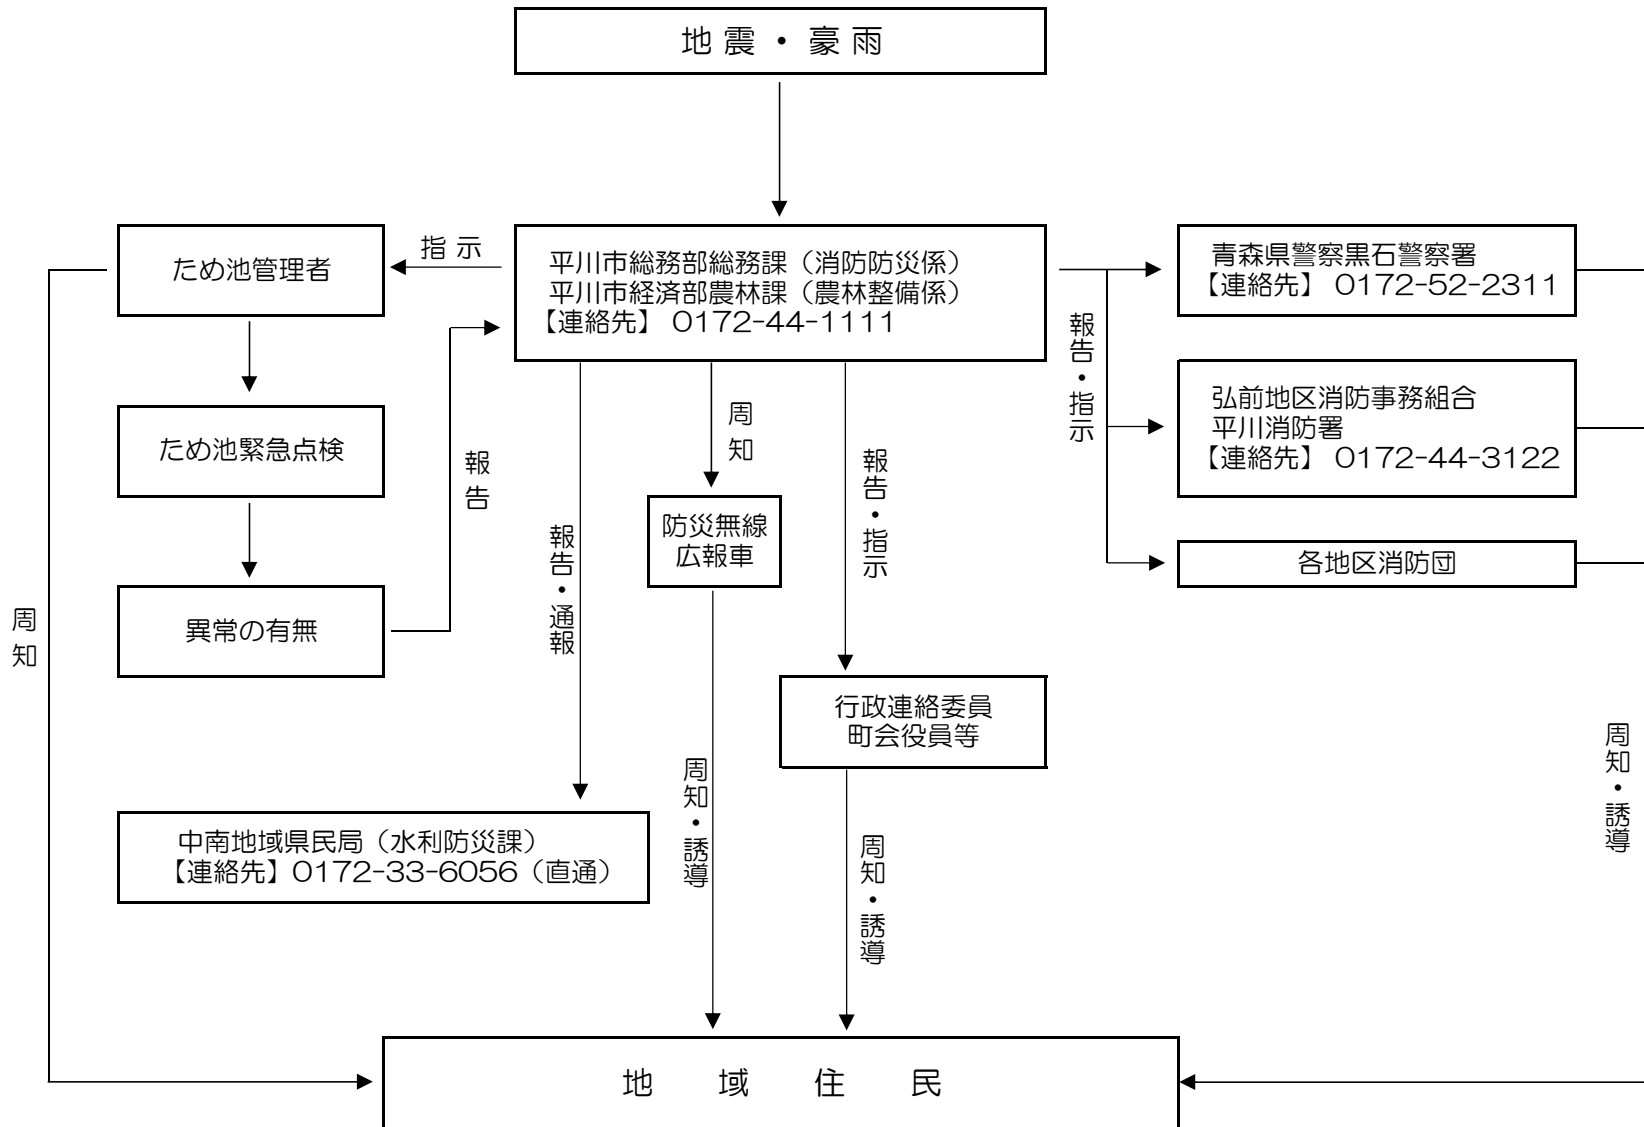 地震・豪雨
ため池管理者
指示
平川市総務部総務課（消防防災係）
平川市経済部農林課（農林整備係）
【連絡先】 0172-44-1111
青森県警察黒石警察署
【連絡先】 0172-52-2311
報告・指示
弘前地区消防事務組合
平川消防署
【連絡先】 0172-44-3122
各地区消防団
ため池緊急点検
報告
異常の有無
周知
報告・通報
周知
防災無線
広報車
報告・指示
行政連絡委員
町会役員等
中南地域県民局（水利防災課）
【連絡先】0172-33-6056（直通）
周知・誘導
周知・誘導
周知・誘導
地域住民